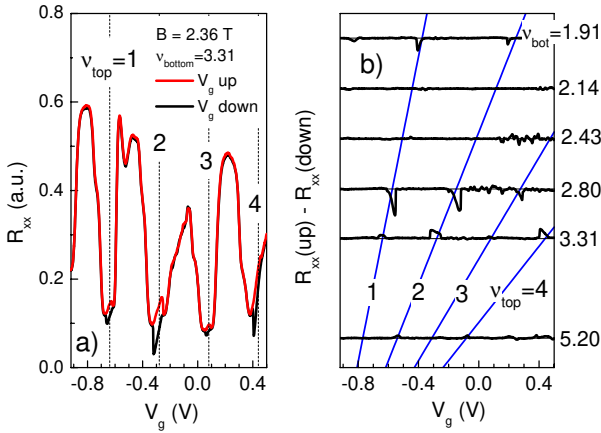 B = 2.36 T
ν_top=1
ν_bottom=3.31
V_g up
V_g down
2
3
4
0.8
0.6
0.4
0.2
0.0
R_xx (a.u.)
a)
-0.8 -0.4 0.0 0.4
V_g (V)
b)
ν_bot=1.91
2.14
2.43
2.80
3.31
5.20
R_xx(up) - R_xx(down)
1 2 3 ν_top=4
-0.8 -0.4 0.0 0.4
V_g (V)